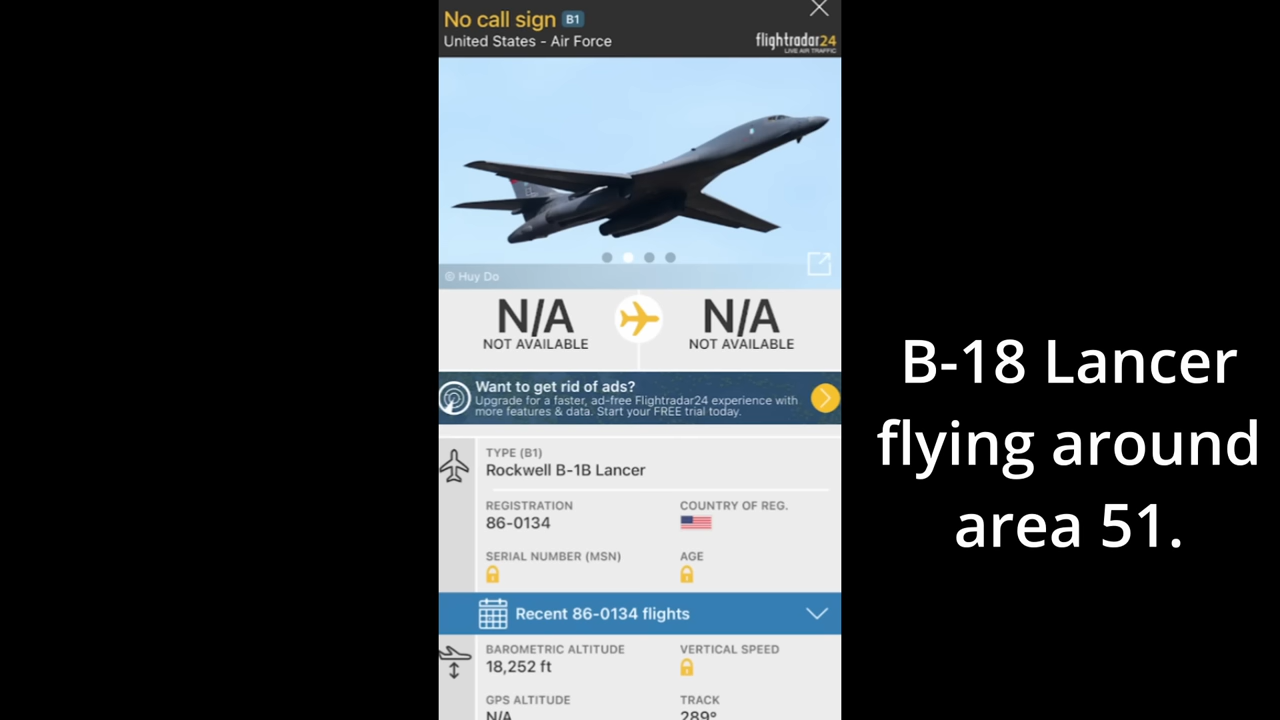 No call sign B1
United States - Air Force
flightradar24
LIVE AIR TRAFFIC
© Huy Do
N/A
NOT AVAILABLE
N/A
NOT AVAILABLE
Want to get rid of ads?
Upgrade for a faster, ad-free Flightradar24 experience with
more features & data. Start your FREE trial today.
TYPE (B1)
Rockwell B-1B Lancer
REGISTRATION
86-0134
COUNTRY OF REG.
SERIAL NUMBER (MSN)
AGE
Recent 86-0134 flights
BAROMETRIC ALTITUDE
18,252 ft
VERTICAL SPEED
GPS ALTITUDE
N/A
TRACK
289°
B-18 Lancer
flying around
area 51.